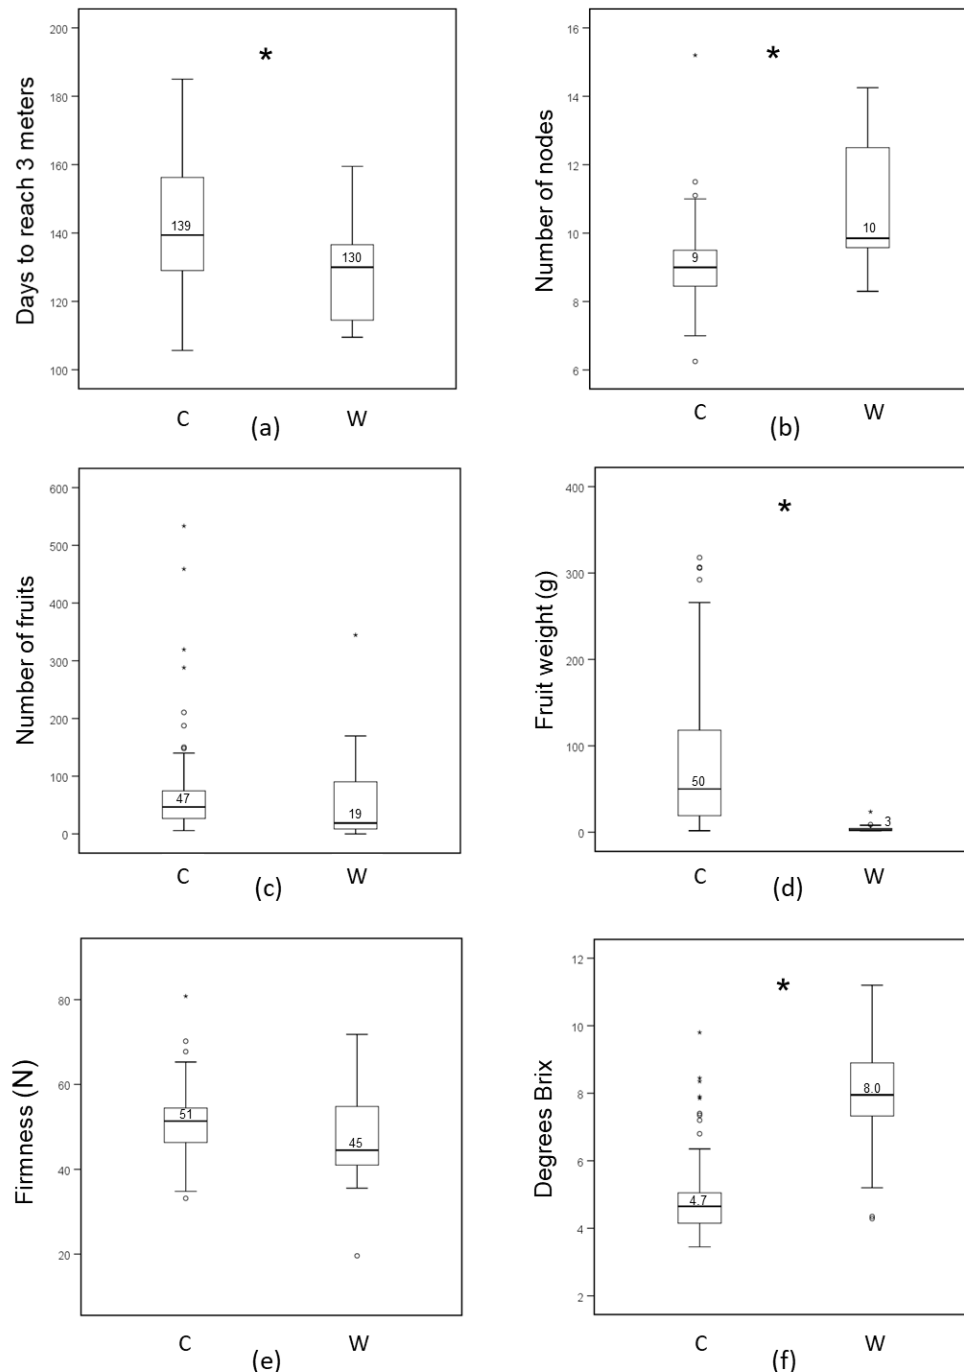 Days to reach 3 meters
200
180
160
140
120
100
139
130
*
C W
(a)
Number of nodes
16
14
12
10
8
6
9
10
*
C W
(b)
Number of fruits
600
500
400
300
200
100
0
47
19
C W
(c)
Fruit weight (g)
400
300
200
100
0
50
3
*
C W
(d)
Firmness (N)
80
60
40
20
51
45
C W
(e)
Degrees Brix
12
10
8
6
4
2
4.7
8.0
*
C W
(f)